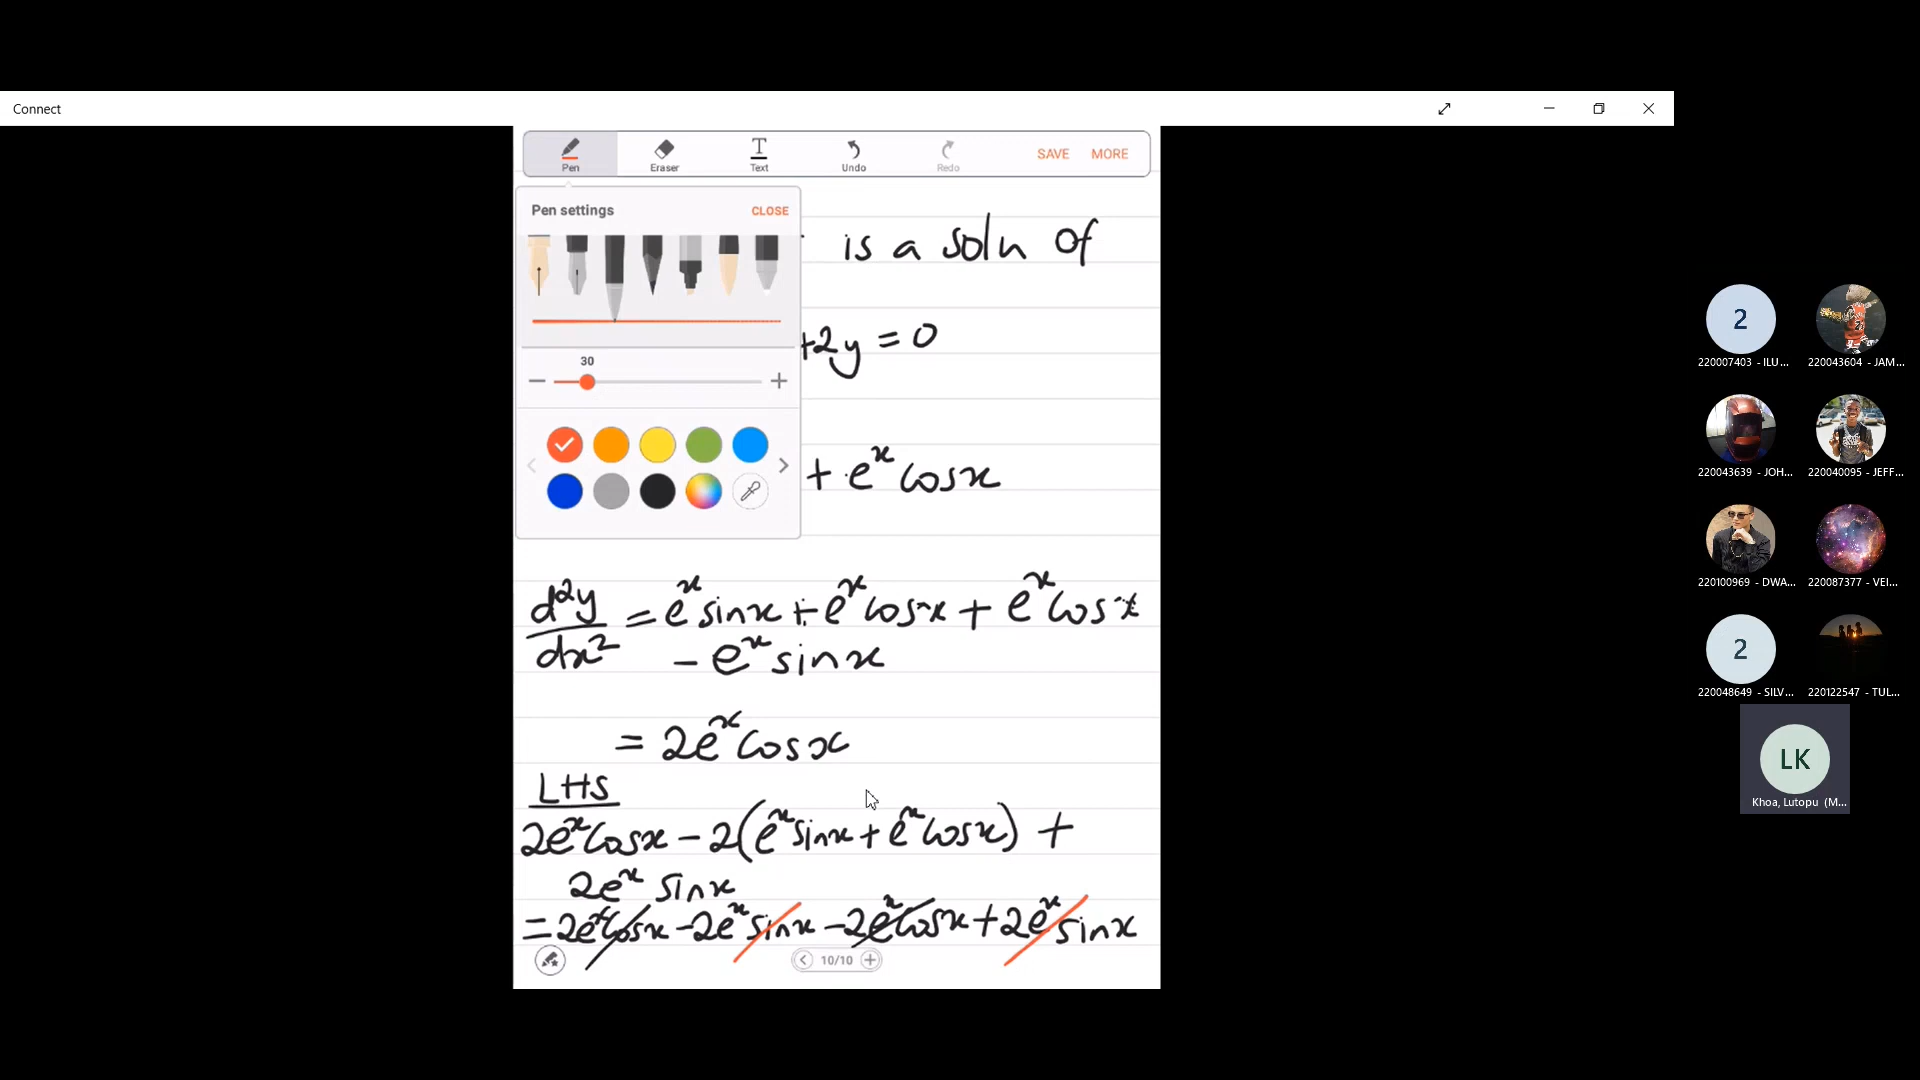 Connect
Pen Eraser Text Undo Redo SAVE MORE
Pen settings CLOSE
is a soln of
30
+2y = 0
+ e^x cosx
d²y/dx² = e^x sinx + e^x cosx + e^x cosx
- e^x sinx
= 2e^x cosx
LHS
2e^x cosx - 2(e^x sinx + e^x cosx) +
2e^x sinx
= 2e^x cosx - 2e^x sinx - 2e^x cosx + 2e^x sinx
10/10
2
220007403 - ILU...
220043604 - JAM...
220043639 - JOH...
220040095 - JEFF...
220100969 - DWA...
220087377 - VEI...
2
220048649 - SILV...
220122547 - TUL...
LK
Khoa, Lutopu (M...